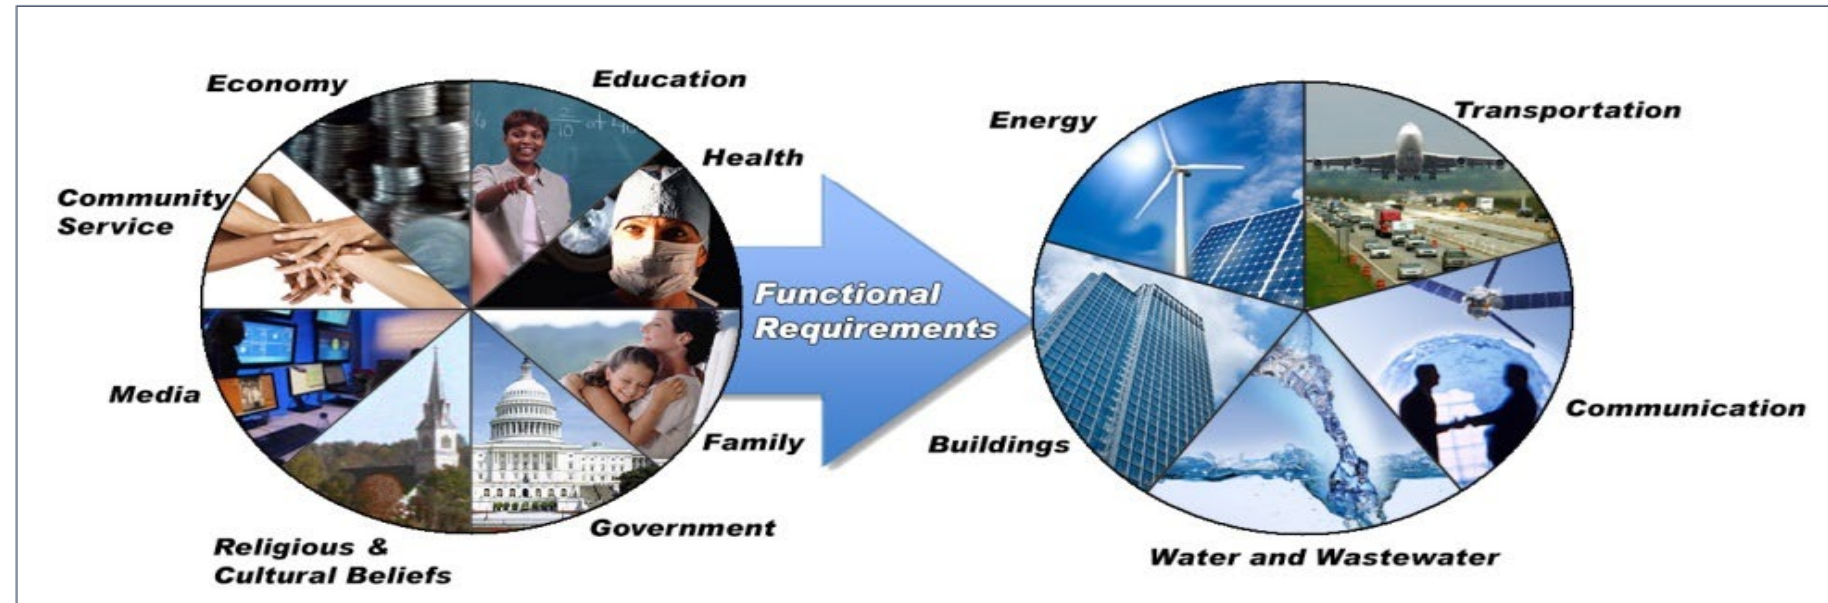 Economy
Education
Health
Community
Service
Media
Religious &
Cultural Beliefs
Government
Family
Functional
Requirements
Energy
Transportation
Buildings
Communication
Water and Wastewater